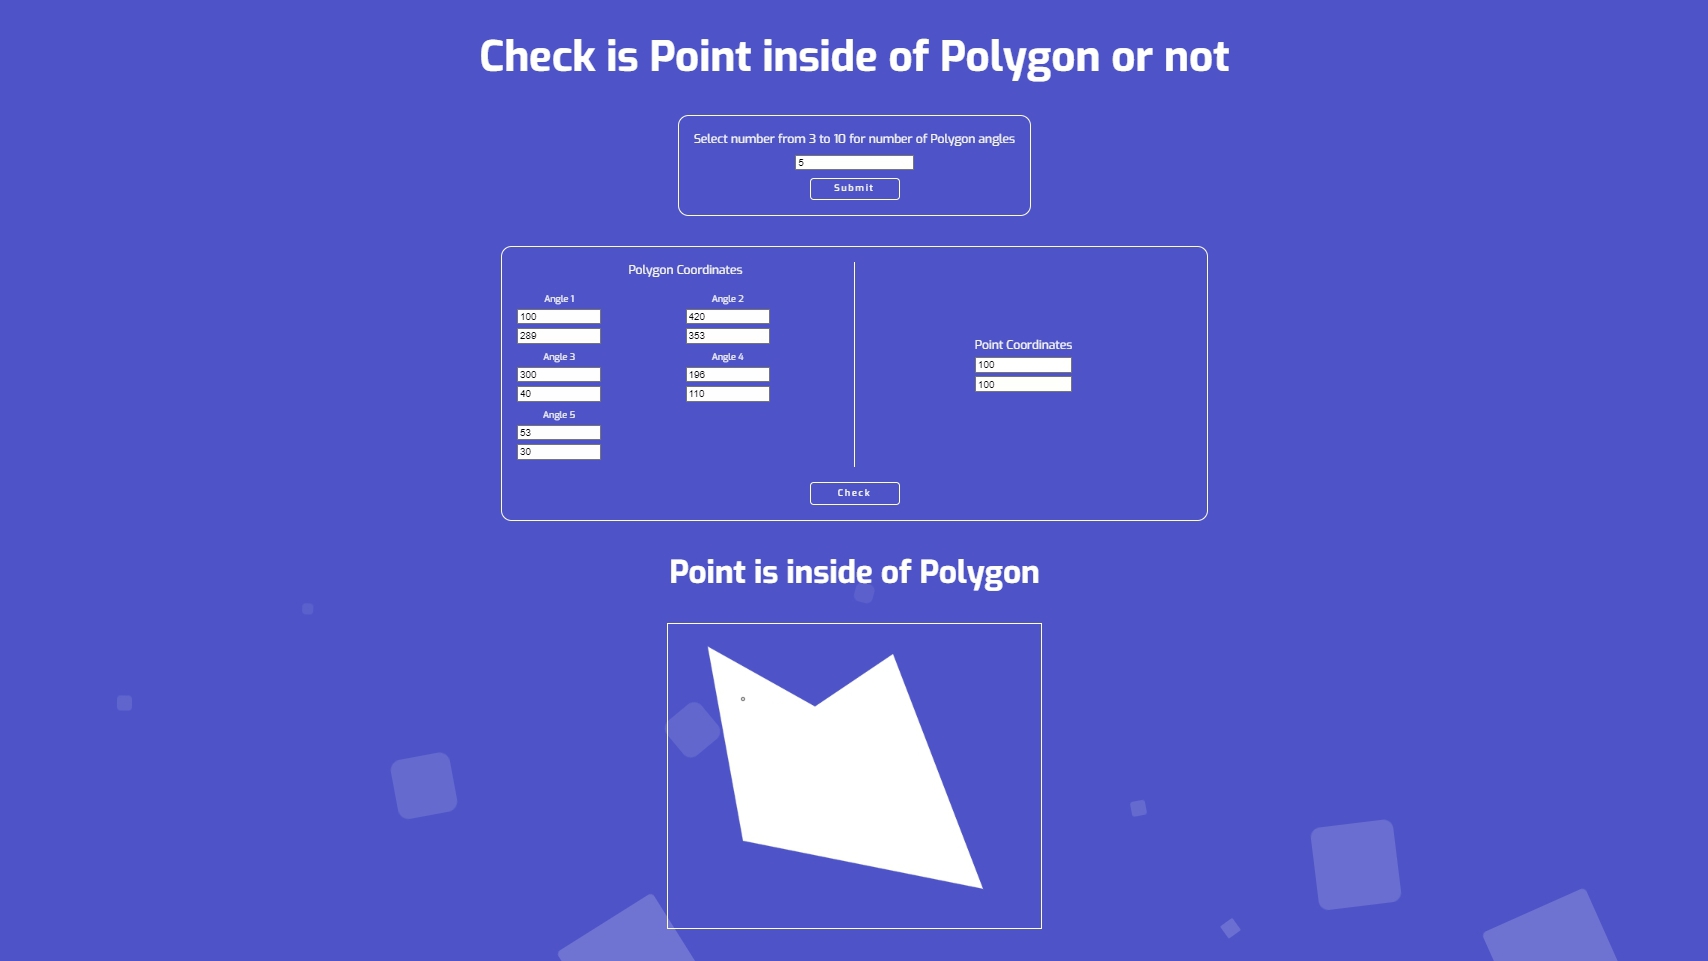 Check is Point inside of Polygon or not
Select number from 3 to 10 for number of Polygon angles
5
Submit
Polygon Coordinates
Angle 1
100
289
Angle 2
420
353
Angle 3
300
40
Angle 4
196
110
Angle 5
53
30
Point Coordinates
100
100
Check
Point is inside of Polygon